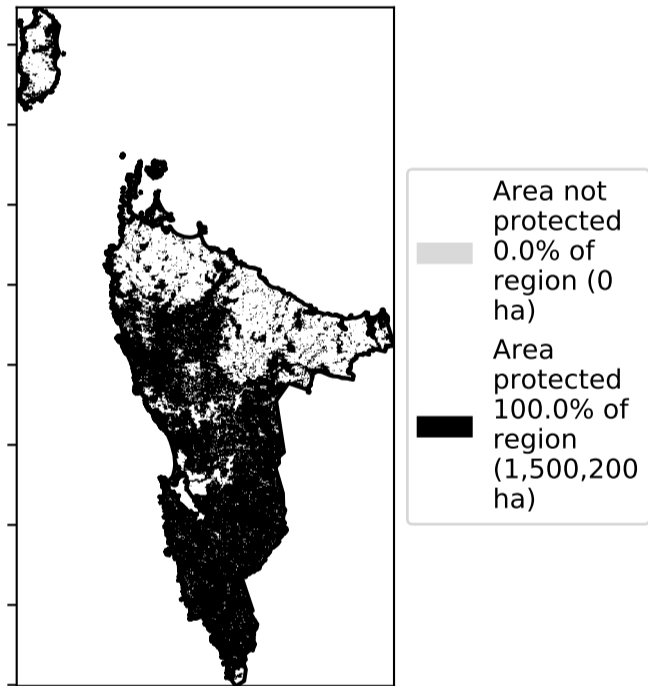 Area not
protected
0.0% of
region (0
ha)
Area
protected
100.0% of
region
(1,500,200
ha)